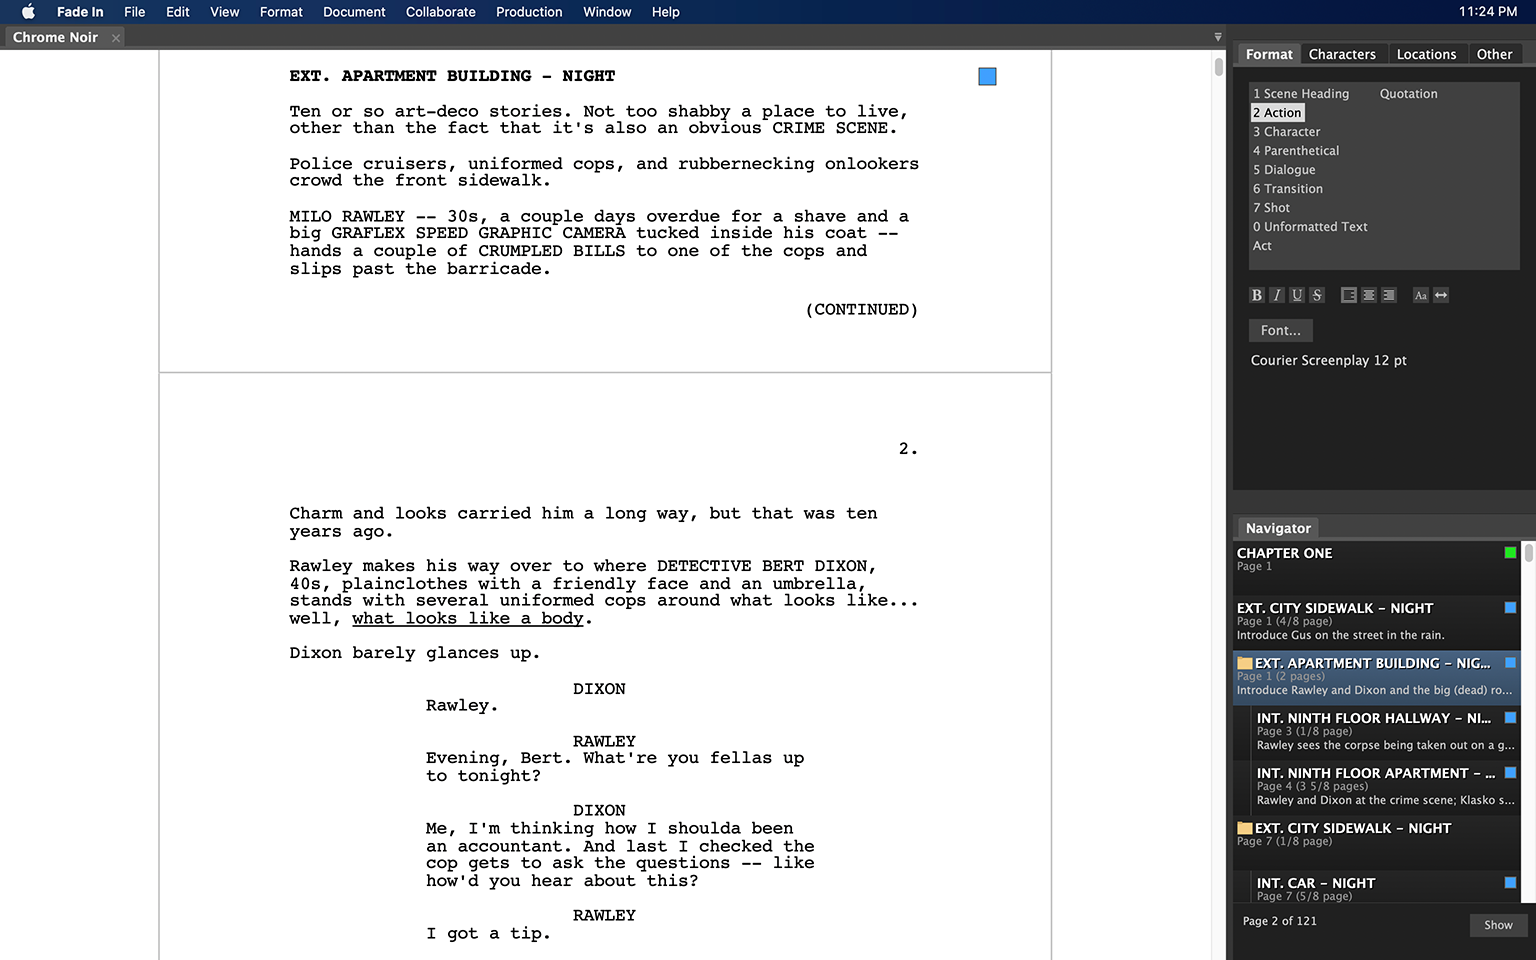 Fade In File Edit View Format Document Collaborate Production Window Help 11:24 PM
Chrome Noir
EXT. APARTMENT BUILDING - NIGHT
Ten or so art-deco stories. Not too shabby a place to live,
other than the fact that it's also an obvious CRIME SCENE.
Police cruisers, uniformed cops, and rubbernecking onlookers
crowd the front sidewalk.
MILO RAWLEY -- 30s, a couple days overdue for a shave and a
big GRAFLEX SPEED GRAPHIC CAMERA tucked inside his coat --
hands a couple of CRUMPLED BILLS to one of the cops and
slips past the barricade.
(CONTINUED)
2.
Charm and looks carried him a long way, but that was ten
years ago.
Rawley makes his way over to where DETECTIVE BERT DIXON,
40s, plainclothes with a friendly face and an umbrella,
stands with several uniformed cops around what looks like...
well, what looks like a body.
Dixon barely glances up.
DIXON
Rawley.
RAWLEY
Evening, Bert. What're you fellas up
to tonight?
DIXON
Me, I'm thinking how I shoulda been
an accountant. And last I checked the
cop gets to ask the questions -- like
how'd you hear about this?
RAWLEY
I got a tip.
Format Characters Locations Other
1 Scene Heading Quotation
2 Action
3 Character
4 Parenthetical
5 Dialogue
6 Transition
7 Shot
0 Unformatted Text
Act
B I U S Aa
Font...
Courier Screenplay 12 pt
Navigator
CHAPTER ONE
Page 1
EXT. CITY SIDEWALK - NIGHT
Page 1 (4/8 page)
Introduce Gus on the street in the rain.
EXT. APARTMENT BUILDING - NIG...
Page 1 (2 pages)
Introduce Rawley and Dixon and the big (dead) ro...
INT. NINTH FLOOR HALLWAY - NI...
Page 3 (1/8 page)
Rawley sees the corpse being taken out on a g...
INT. NINTH FLOOR APARTMENT - ...
Page 4 (3 5/8 pages)
Rawley and Dixon at the crime scene; Klasko s...
EXT. CITY SIDEWALK - NIGHT
Page 7 (1/8 page)
INT. CAR - NIGHT
Page 7 (5/8 page)
Page 2 of 121
Show